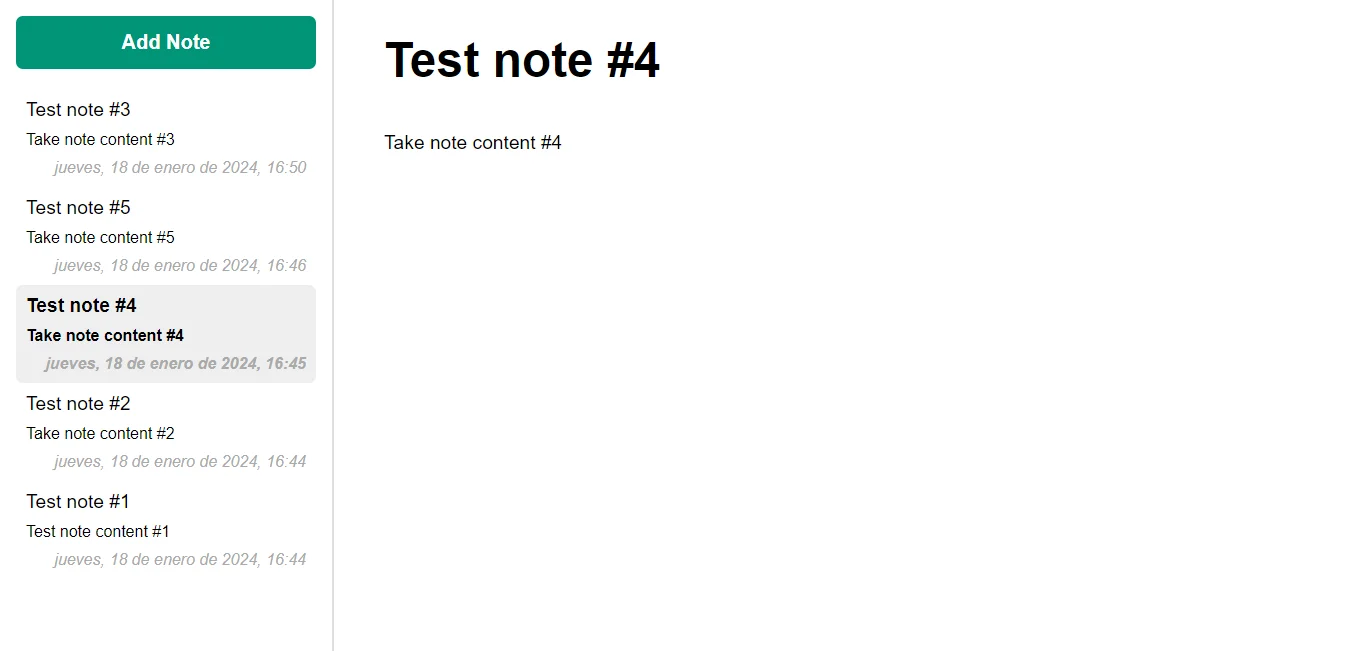 Add Note
Test note #3
Take note content #3
jueves, 18 de enero de 2024, 16:50
Test note #5
Take note content #5
jueves, 18 de enero de 2024, 16:46
Test note #4
Take note content #4
jueves, 18 de enero de 2024, 16:45
Test note #2
Take note content #2
jueves, 18 de enero de 2024, 16:44
Test note #1
Test note content #1
jueves, 18 de enero de 2024, 16:44
Test note #4
Take note content #4